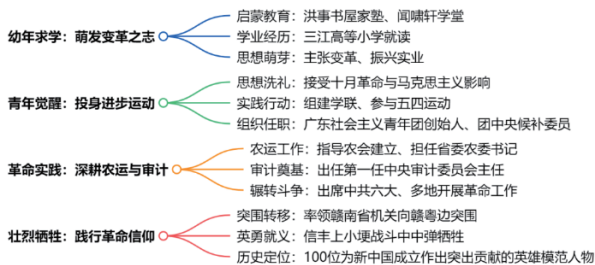 幼年求学：萌发变革之志
启蒙教育：洪事书屋家塾、闻啸轩学堂
学业经历：三江高等小学就读
思想萌芽：主张变革、振兴实业
青年觉醒：投身进步运动
思想洗礼：接受十月革命与马克思主义影响
实践行动：组建学联、参与五四运动
组织任职：广东社会主义青年团创始人、团中央候补委员
革命实践：深耕农运与审计
农运工作：指导农会建立、担任省委农委书记
审计奠基：出任第一任中央审计委员会主任
辗转斗争：出席中共六大、多地开展革命工作
壮烈牺牲：践行革命信仰
突围转移：率领赣南省机关向赣粤边突围
英勇就义：信丰上小埂战斗中中弹牺牲
历史定位：100位为新中国成立作出突出贡献的英雄模范人物